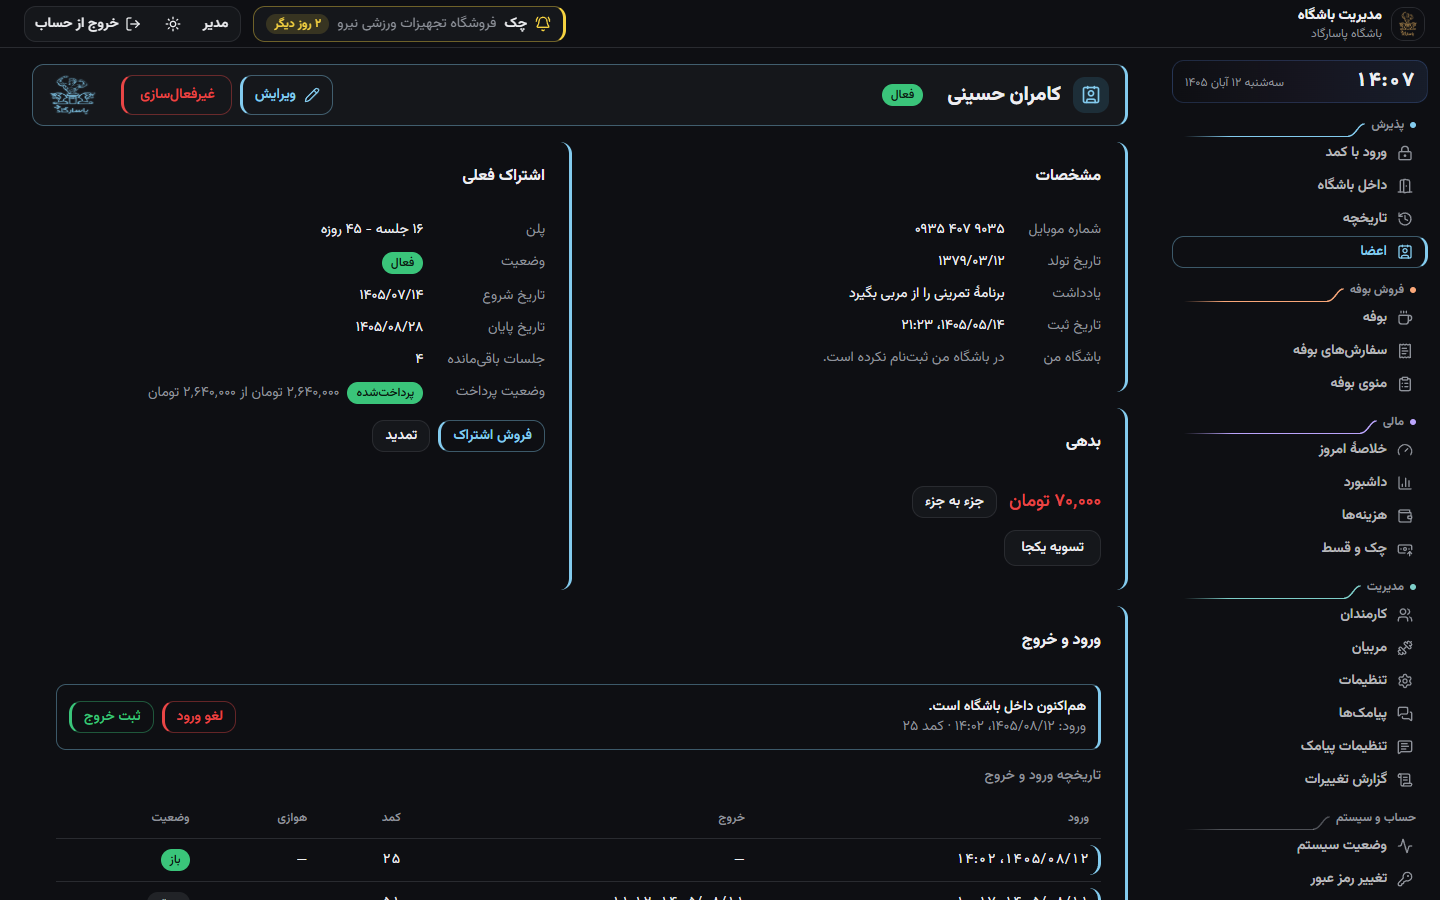 مدیریت باشگاه
باشگاه پاسارگاد
چک فروشگاه تجهیزات ورزشی نیرو ۲ روز دیگر
مدیر
خروج از حساب
۱۴:۰۷
سه‌شنبه ۱۲ آبان ۱۴۰۵
پذیرش
ورود با کمد
داخل باشگاه
تاریخچه
اعضا
فروش بوفه
بوفه
سفارش‌های بوفه
منوی بوفه
مالی
خلاصهٔ امروز
داشبورد
هزینه‌ها
چک و قسط
مدیریت
کارمندان
مربیان
تنظیمات
پیامک‌ها
تنظیمات پیامک
گزارش تغییرات
حساب و سیستم
وضعیت سیستم
تغییر رمز عبور
کامران حسینی فعال
ویرایش
غیرفعال‌سازی
پاسارگاد
مشخصات
شماره موبایل ۰۹۳۵ ۴۰۷ ۹۰۳۵
تاریخ تولد ۱۳۷۹/۰۳/۱۲
یادداشت برنامهٔ تمرینی را از مربی بگیرد
تاریخ ثبت ۱۴۰۵/۰۵/۱۴، ۲۱:۲۳
باشگاه من در باشگاه من ثبت‌نام نکرده است.
اشتراک فعلی
پلن ۱۶ جلسه - ۴۵ روزه
وضعیت فعال
تاریخ شروع ۱۴۰۵/۰۷/۱۴
تاریخ پایان ۱۴۰۵/۰۸/۲۸
جلسات باقی‌مانده ۴
وضعیت پرداخت پرداخت‌شده ۲,۶۴۰,۰۰۰ تومان از ۲,۶۴۰,۰۰۰ تومان
فروش اشتراک
تمدید
بدهی
۷۰,۰۰۰ تومان جزء به جزء
تسویه یکجا
ورود و خروج
هم‌اکنون داخل باشگاه است.
ورود: ۱۴۰۵/۰۸/۱۲، ۱۴:۰۲ · کمد ۲۵
لغو ورود
ثبت خروج
تاریخچه ورود و خروج
ورود خروج کمد هوازی وضعیت
۱۴۰۵/۰۸/۱۲، ۱۴:۰۲ — ۲۵ — باز